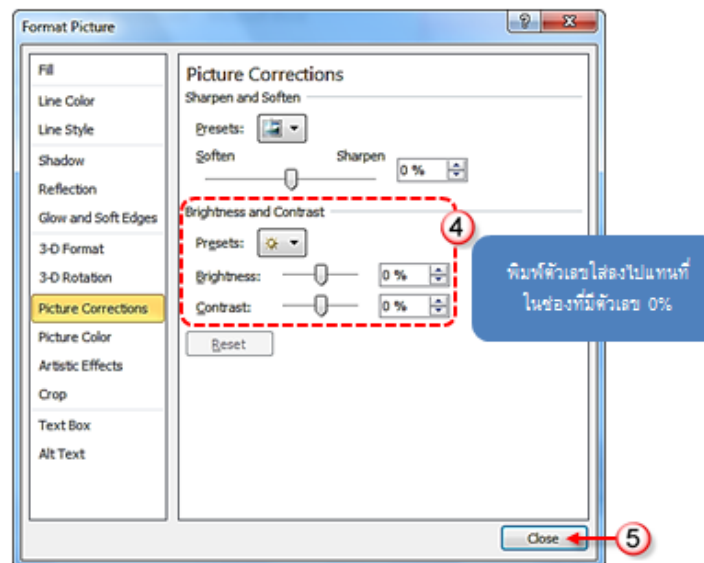 Format Picture
Fill
Line Color
Line Style
Shadow
Reflection
Glow and Soft Edges
3-D Format
3-D Rotation
Picture Corrections
Picture Color
Artistic Effects
Crop
Text Box
Alt Text
Picture Corrections
Sharpen and Soften
Presets:
Soften Sharpen
0 %
Brightness and Contrast
4
Presets:
Brightness: 0 %
Contrast: 0 %
Reset
พิมพ์ตัวเลขใส่ลงไปแทนที่
ในช่องที่มีตัวเลข 0%
Close
5